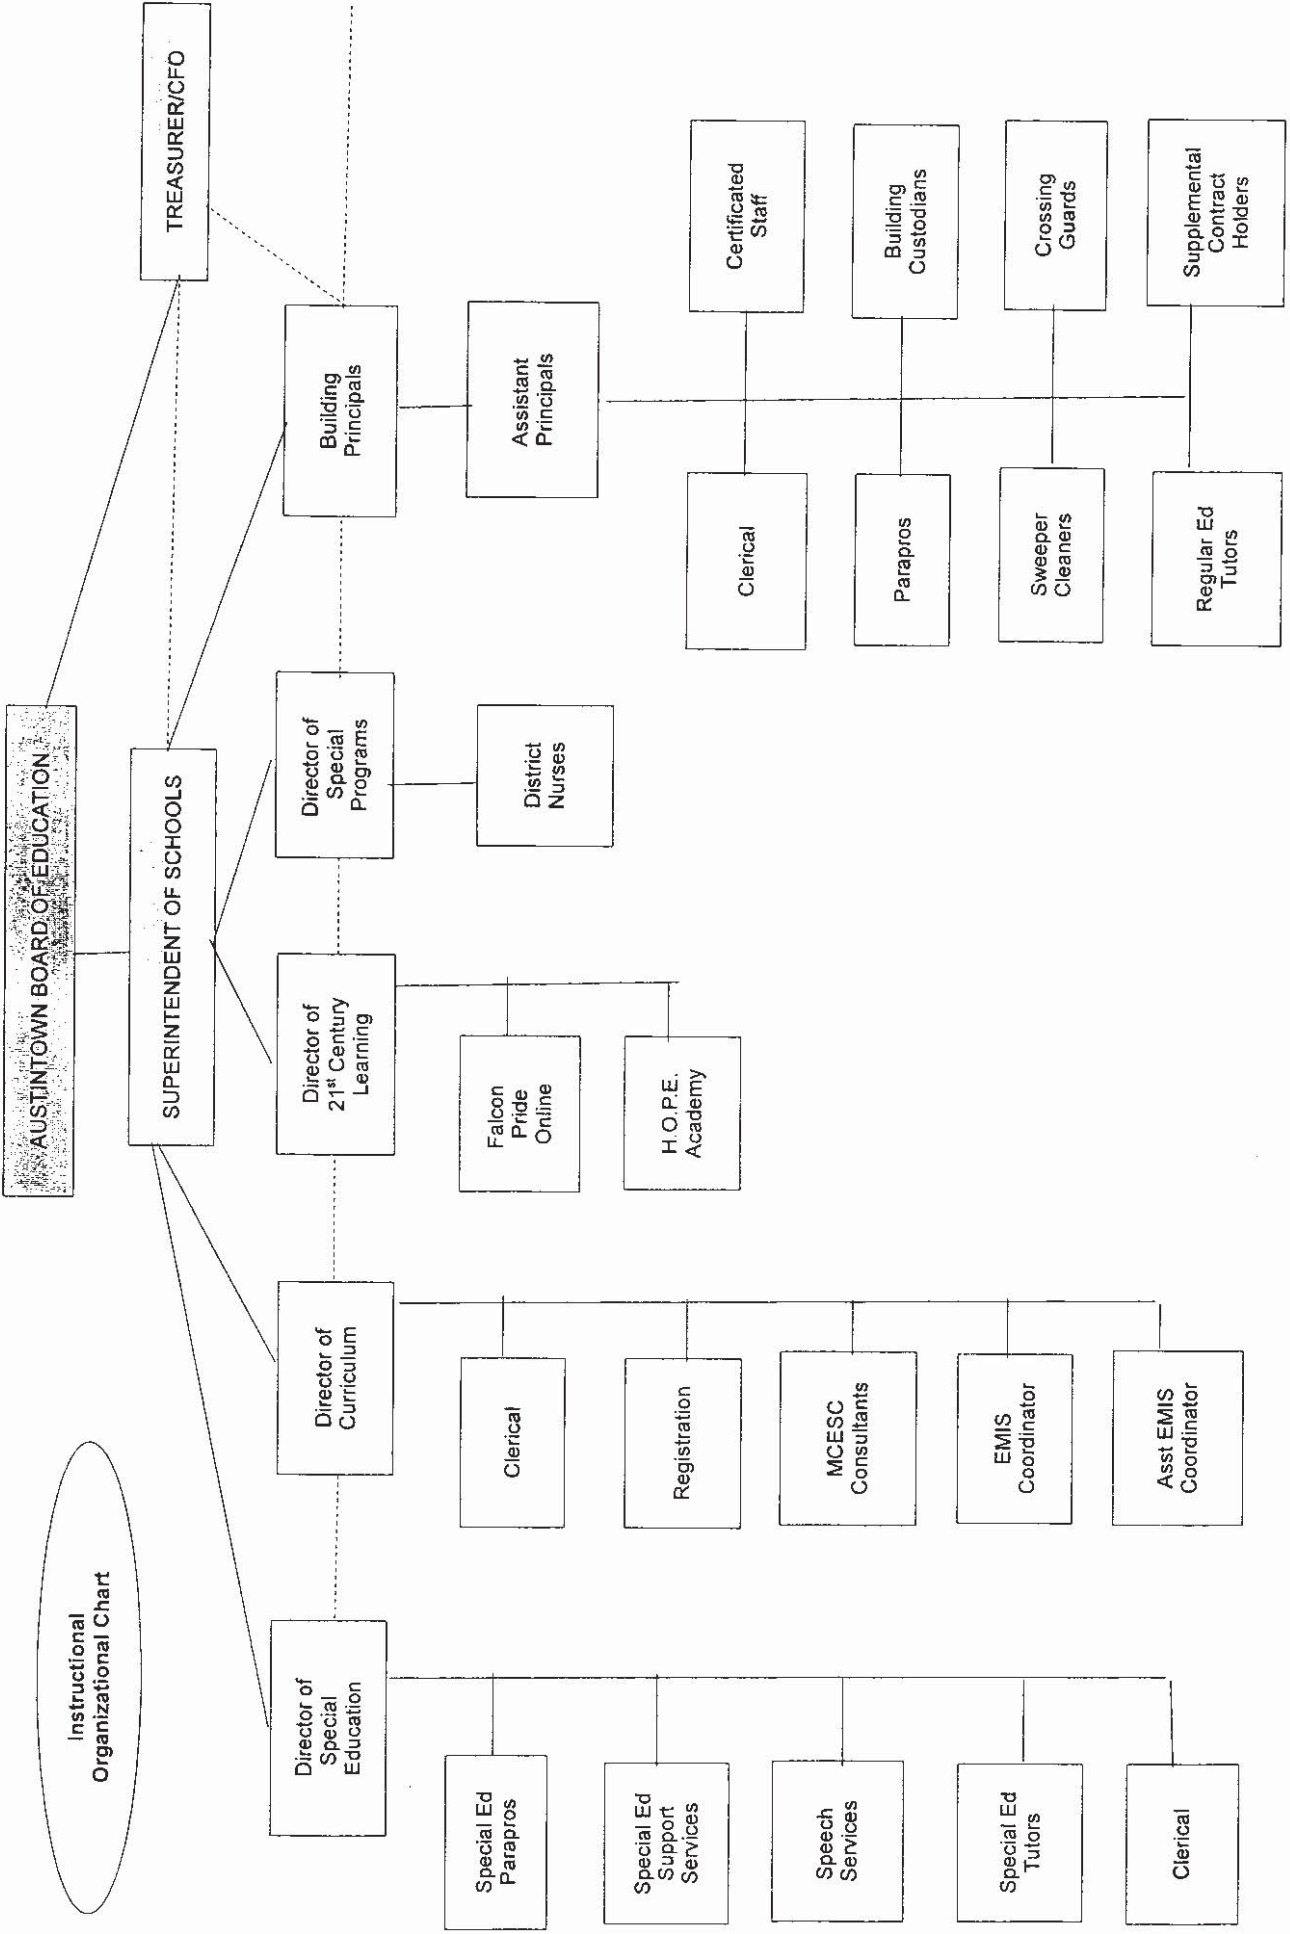 Instructional
Organizational Chart
AUSTINTOWN BOARD OF EDUCATION
SUPERINTENDENT OF SCHOOLS
TREASURER/CFO
Director of
Special
Education
Director of
Curriculum
Director of
21st Century
Learning
Director of
Special
Programs
Building
Principals
Special Ed
Parapros
Special Ed
Support
Services
Speech
Services
Special Ed
Tutors
Clerical
Clerical
Registration
MCESC
Consultants
EMIS
Coordinator
Asst EMIS
Coordinator
Falcon
Pride
Online
H.O.P.E.
Academy
District
Nurses
Assistant
Principals
Clerical
Certificated
Staff
Parapros
Building
Custodians
Sweeper
Cleaners
Crossing
Guards
Regular Ed
Tutors
Supplemental
Contract
Holders